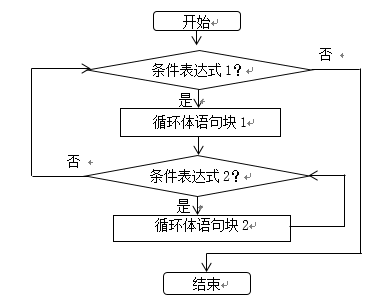 开始
否
条件表达式 1？
是
循环体语句块 1
否
条件表达式 2？
是
循环体语句块 2
结束